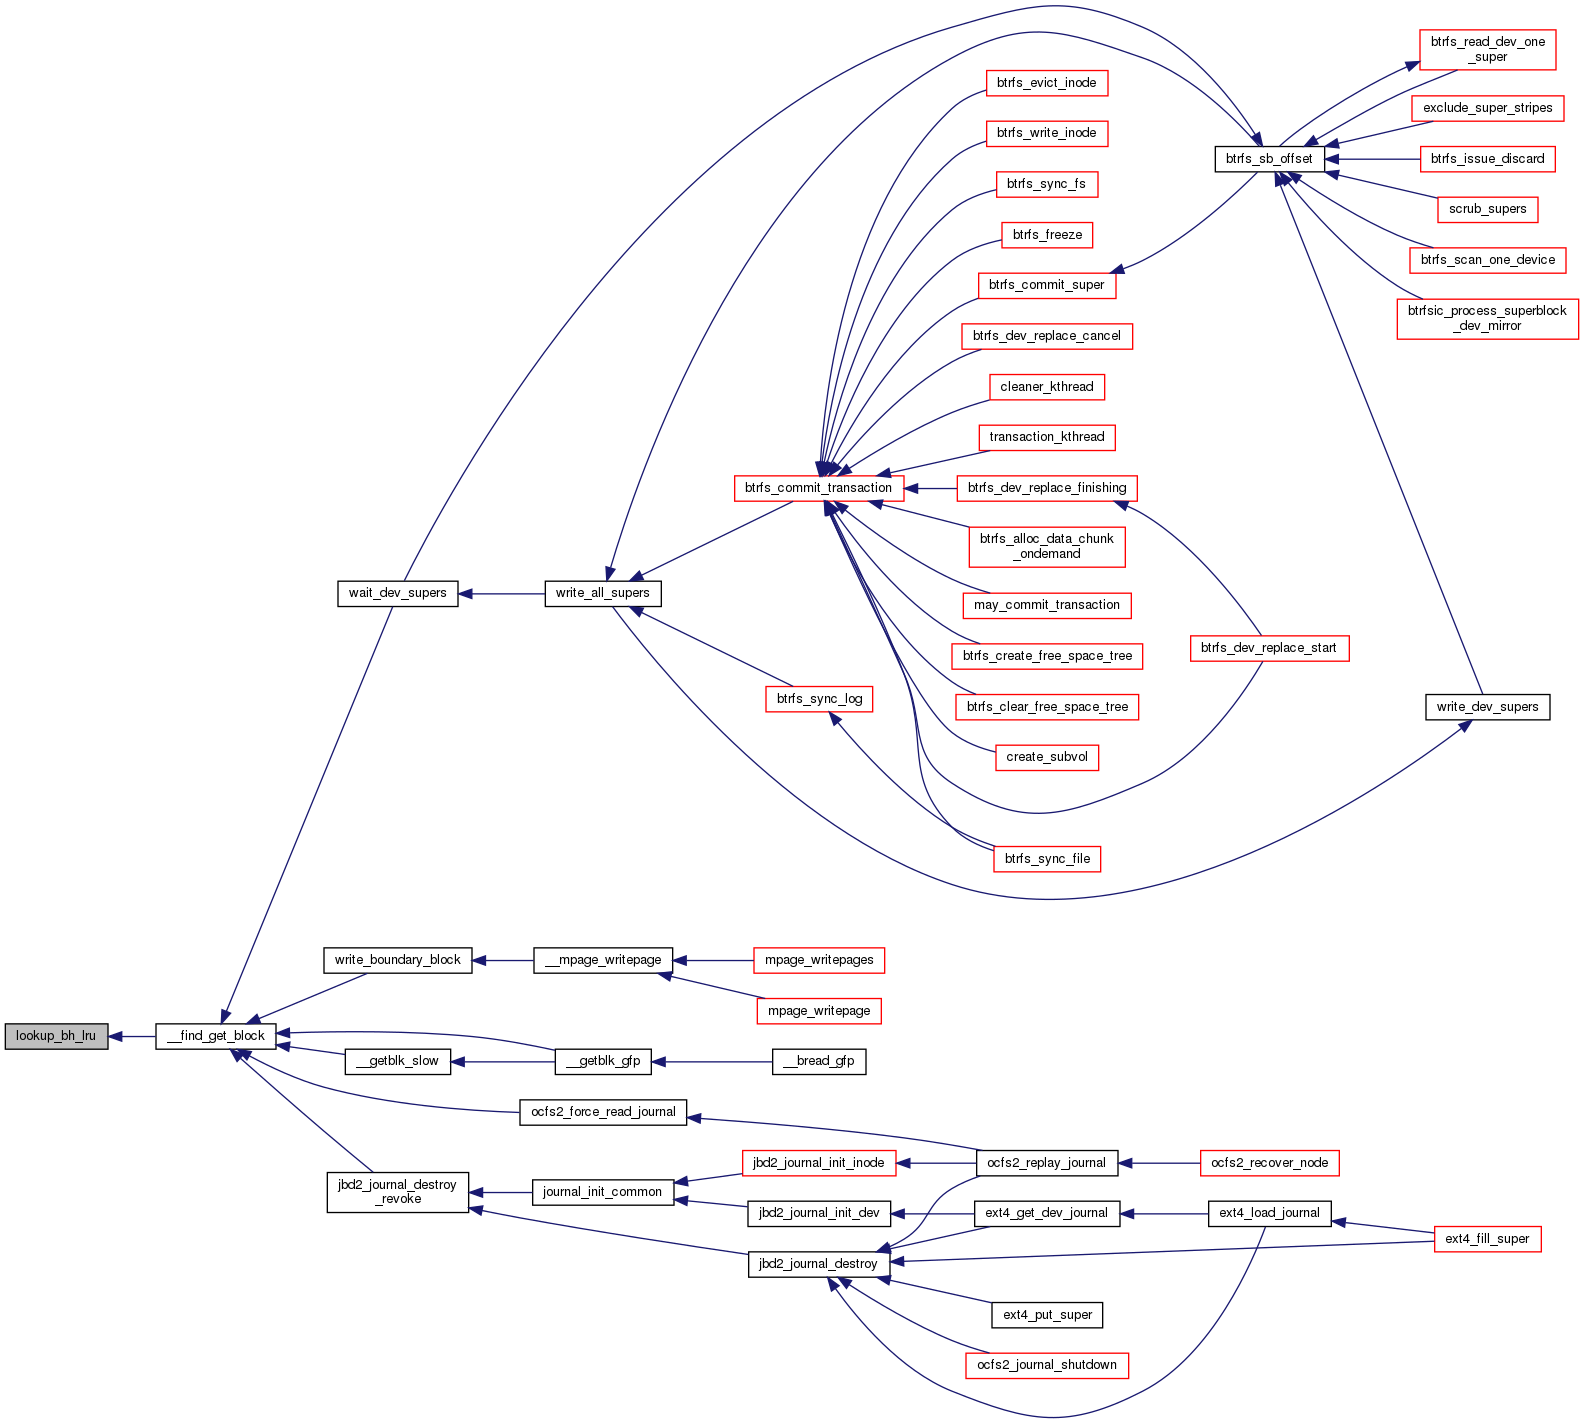 btrfs_read_dev_one
_super
btrfs_evict_inode
exclude_super_stripes
btrfs_write_inode
btrfs_sb_offset
btrfs_issue_discard
btrfs_sync_fs
scrub_supers
btrfs_freeze
btrfs_scan_one_device
btrfs_commit_super
btrfsic_process_superblock
_dev_mirror
btrfs_dev_replace_cancel
cleaner_kthread
transaction_kthread
btrfs_commit_transaction
btrfs_dev_replace_finishing
btrfs_alloc_data_chunk
_ondemand
wait_dev_supers
write_all_supers
may_commit_transaction
btrfs_create_free_space_tree
btrfs_dev_replace_start
btrfs_sync_log
btrfs_clear_free_space_tree
write_dev_supers
create_subvol
btrfs_sync_file
write_boundary_block
__mpage_writepage
mpage_writepages
mpage_writepage
lookup_bh_lru
__find_get_block
__getblk_slow
__getblk_gfp
__bread_gfp
ocfs2_force_read_journal
jbd2_journal_init_inode
ocfs2_replay_journal
ocfs2_recover_node
jbd2_journal_destroy
_revoke
journal_init_common
jbd2_journal_init_dev
ext4_get_dev_journal
ext4_load_journal
ext4_fill_super
jbd2_journal_destroy
ext4_put_super
ocfs2_journal_shutdown